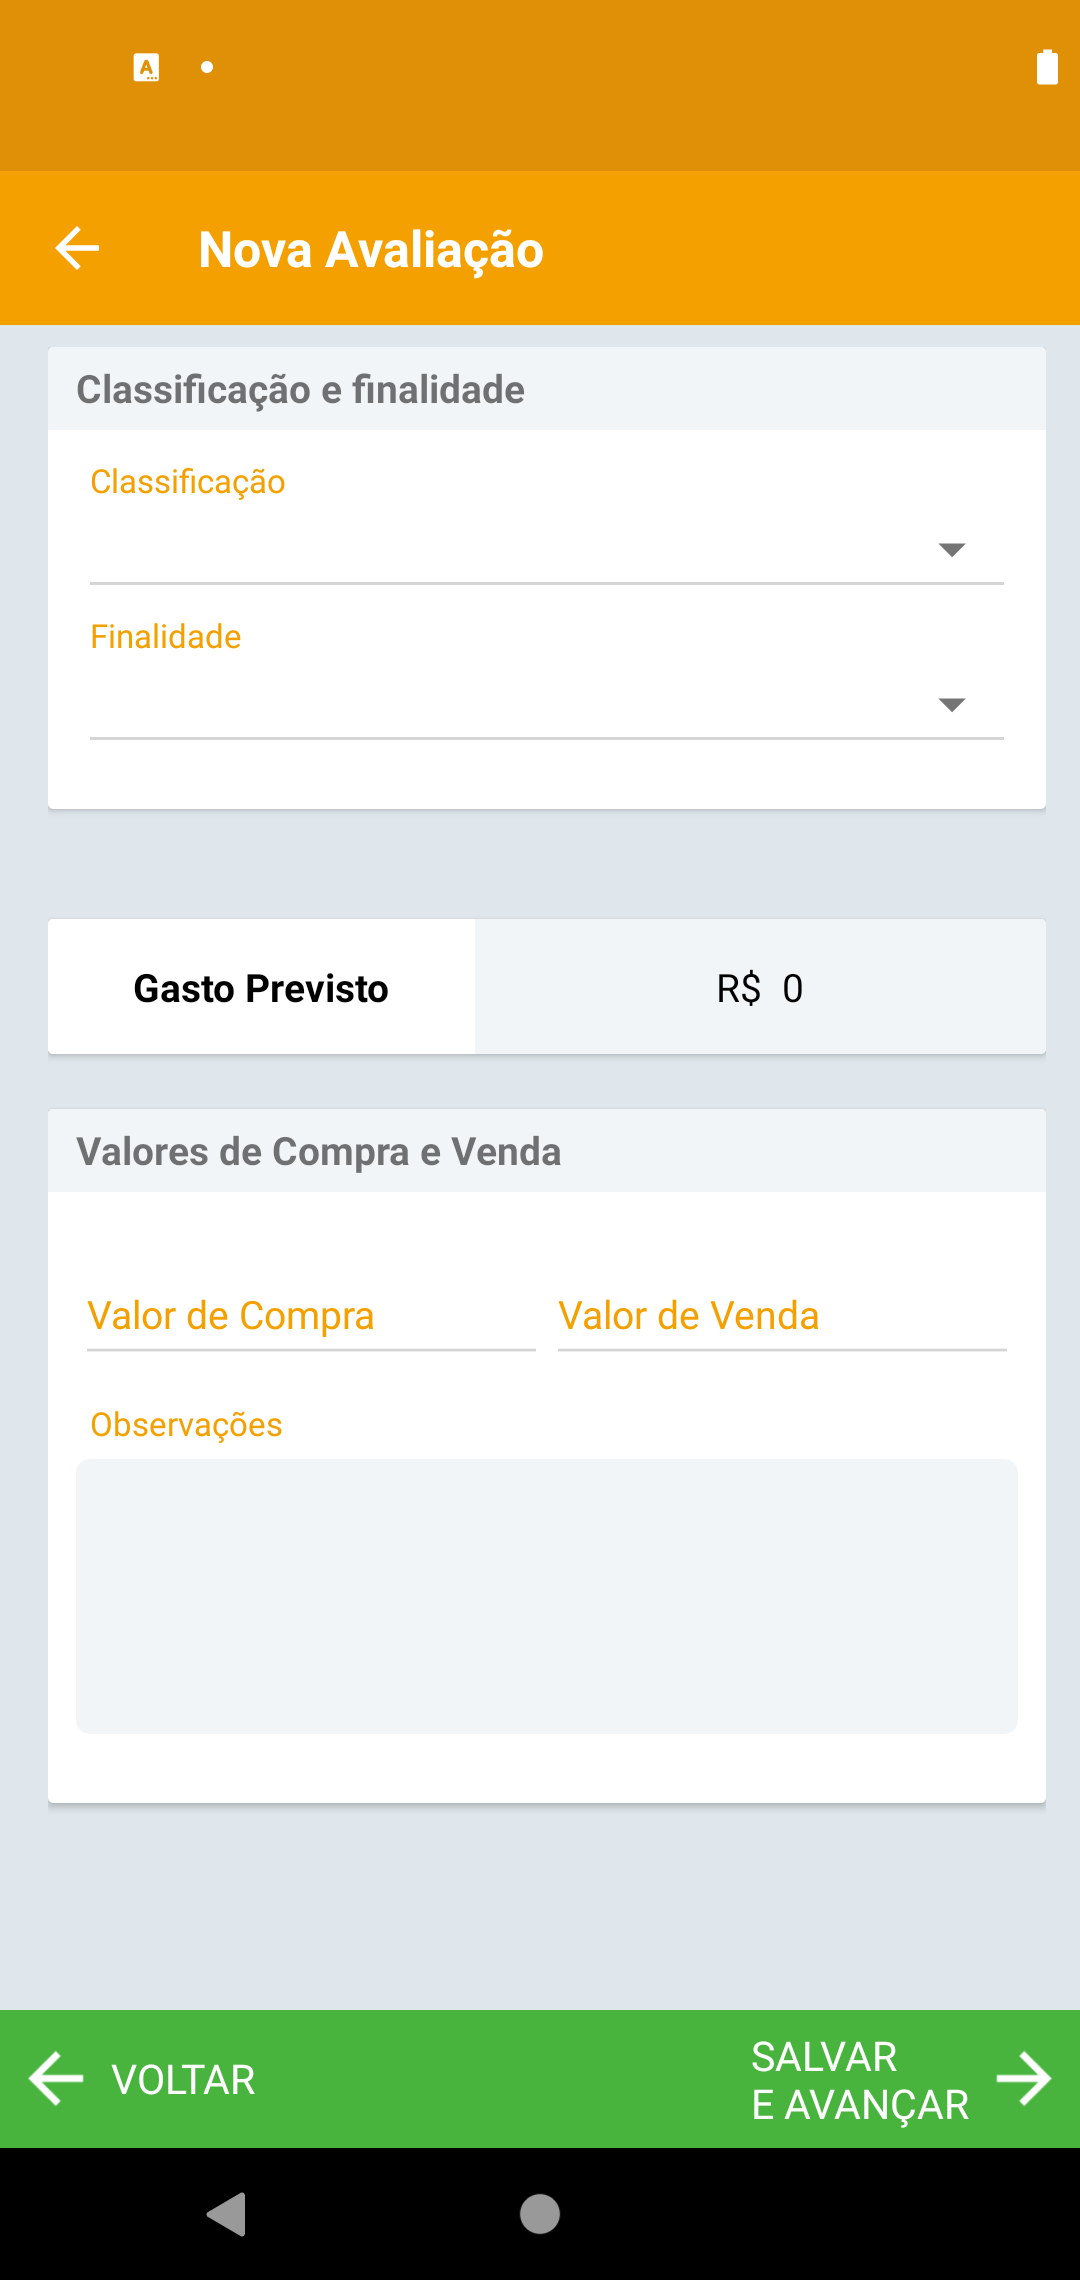 Nova Avaliação
Classificação e finalidade
Classificação
Finalidade
Gasto Previsto
R$ 0
Valores de Compra e Venda
Valor de Compra
Valor de Venda
Observações
VOLTAR
SALVAR
E AVANÇAR